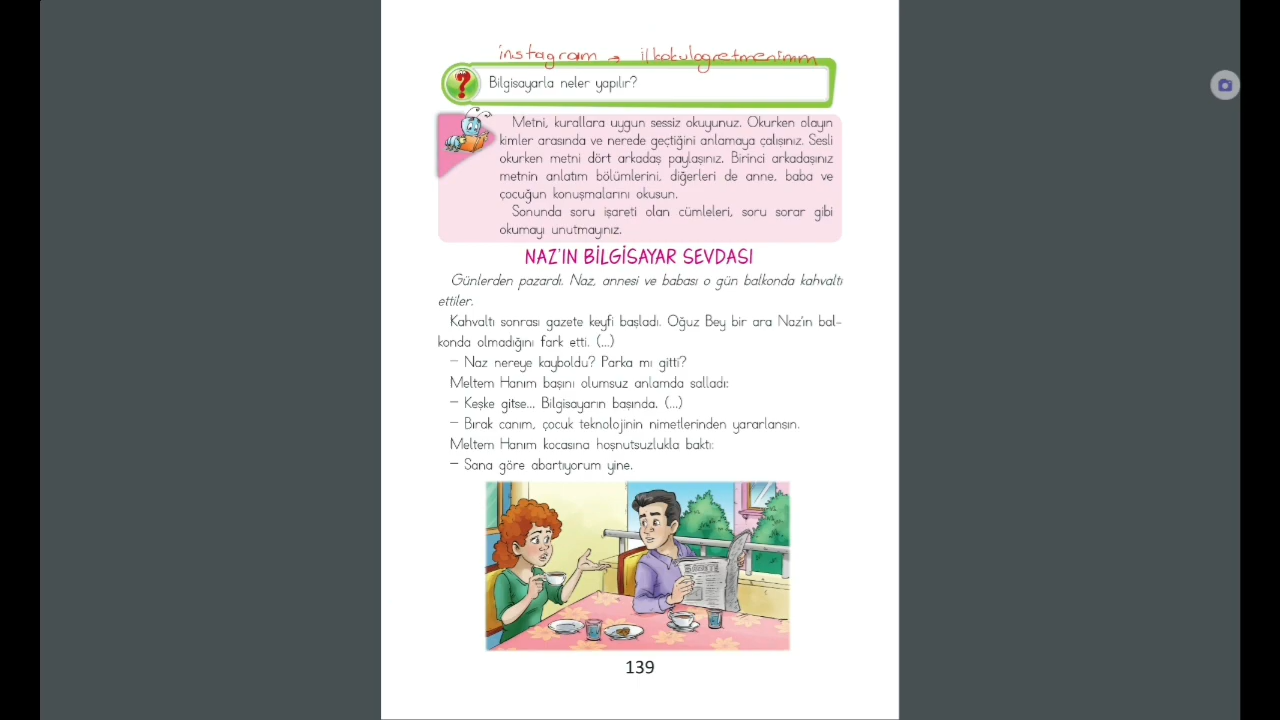 instagram → ilkokulogretmenimm
Bilgisayarla neler yapılır?
Metni, kurallara uygun sessiz okuyunuz. Okurken olayın
kimler arasında ve nerede geçtiğini anlamaya çalışınız. Sesli
okurken metni dört arkadaş paylaşınız. Birinci arkadaşınız
metnin anlatım bölümlerini, diğerleri de anne, baba ve
çocuğun konuşmalarını okusun.
Sonunda soru işareti olan cümleleri, soru sorar gibi
okumayı unutmayınız.
NAZ'IN BİLGİSAYAR SEVDASI
Günlerden pazardı. Naz, annesi ve babası o gün balkonda kahvaltı
ettiler.
Kahvaltı sonrası gazete keyfi başladı. Oğuz Bey bir ara Naz'ın bal-
konda olmadığını fark etti. (...)
– Naz nereye kayboldu? Parka mı gitti?
Meltem Hanım başını olumsuz anlamda salladı:
– Keşke gitse... Bilgisayarın başında. (...)
– Bırak canım, çocuk teknolojinin nimetlerinden yararlansın.
Meltem Hanım kocasına hoşnutsuzlukla baktı:
– Sana göre abartıyorum yine.
139